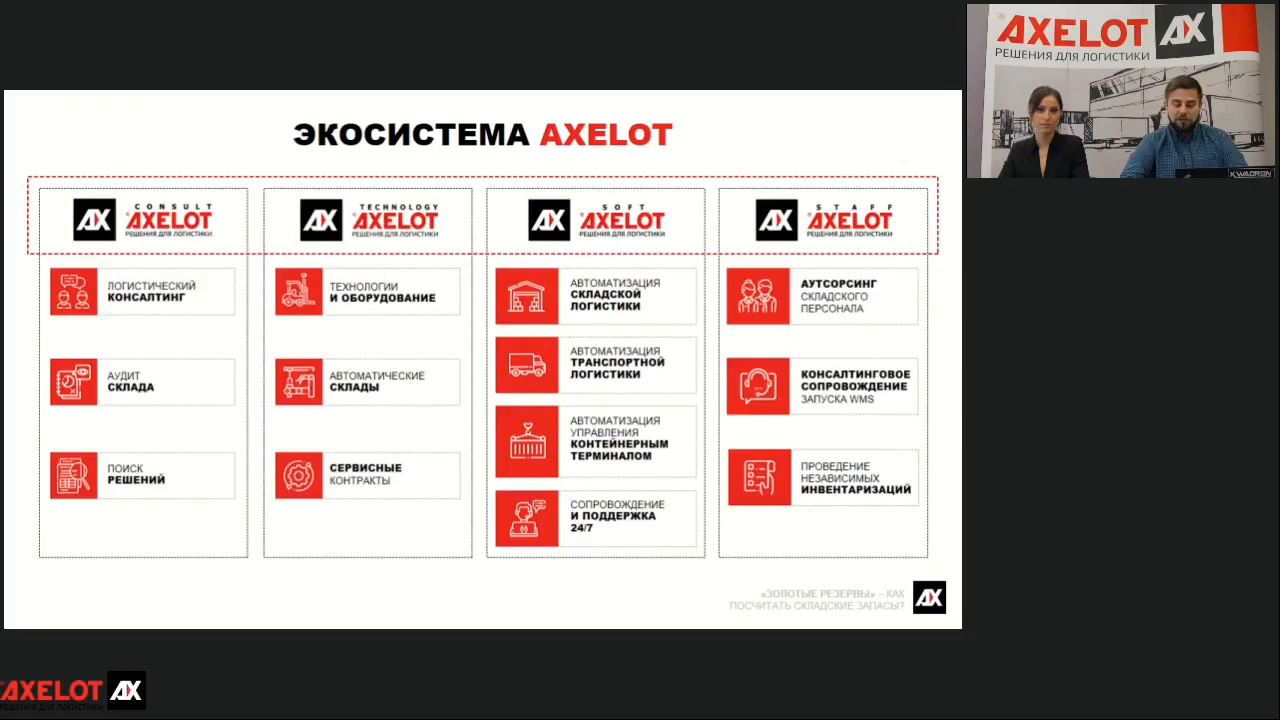 ЭКОСИСТЕМА AXELOT
CONSULT
AXELOT
РЕШЕНИЯ ДЛЯ ЛОГИСТИКИ
ЛОГИСТИЧЕСКИЙ
КОНСАЛТИНГ
АУДИТ
СКЛАДА
ПОИСК
РЕШЕНИЙ
TECHNOLOGY
AXELOT
РЕШЕНИЯ ДЛЯ ЛОГИСТИКИ
ТЕХНОЛОГИИ
И ОБОРУДОВАНИЕ
АВТОМАТИЧЕСКИЕ
СКЛАДЫ
СЕРВИСНЫЕ
КОНТРАКТЫ
SOFT
AXELOT
РЕШЕНИЯ ДЛЯ ЛОГИСТИКИ
АВТОМАТИЗАЦИЯ
СКЛАДСКОЙ
ЛОГИСТИКИ
АВТОМАТИЗАЦИЯ
ТРАНСПОРТНОЙ
ЛОГИСТИКИ
АВТОМАТИЗАЦИЯ
УПРАВЛЕНИЯ
КОНТЕЙНЕРНЫМ
ТЕРМИНАЛОМ
СОПРОВОЖДЕНИЕ
И ПОДДЕРЖКА
24/7
STAFF
AXELOT
РЕШЕНИЯ ДЛЯ ЛОГИСТИКИ
АУТСОРСИНГ
СКЛАДСКОГО
ПЕРСОНАЛА
КОНСАЛТИНГОВОЕ
СОПРОВОЖДЕНИЕ
ЗАПУСКА WMS
ПРОВЕДЕНИЕ
НЕЗАВИСИМЫХ
ИНВЕНТАРИЗАЦИЙ
«ЗОЛОТЫЕ РЕЗЕРВЫ» – КАК
ПОСЧИТАТЬ СКЛАДСКИЕ ЗАПАСЫ?
AXELOT AX
РЕШЕНИЯ ДЛЯ ЛОГИСТИКИ
KWADRON
AXELOT AX
РЕШЕНИЯ ДЛЯ ЛОГИСТИКИ